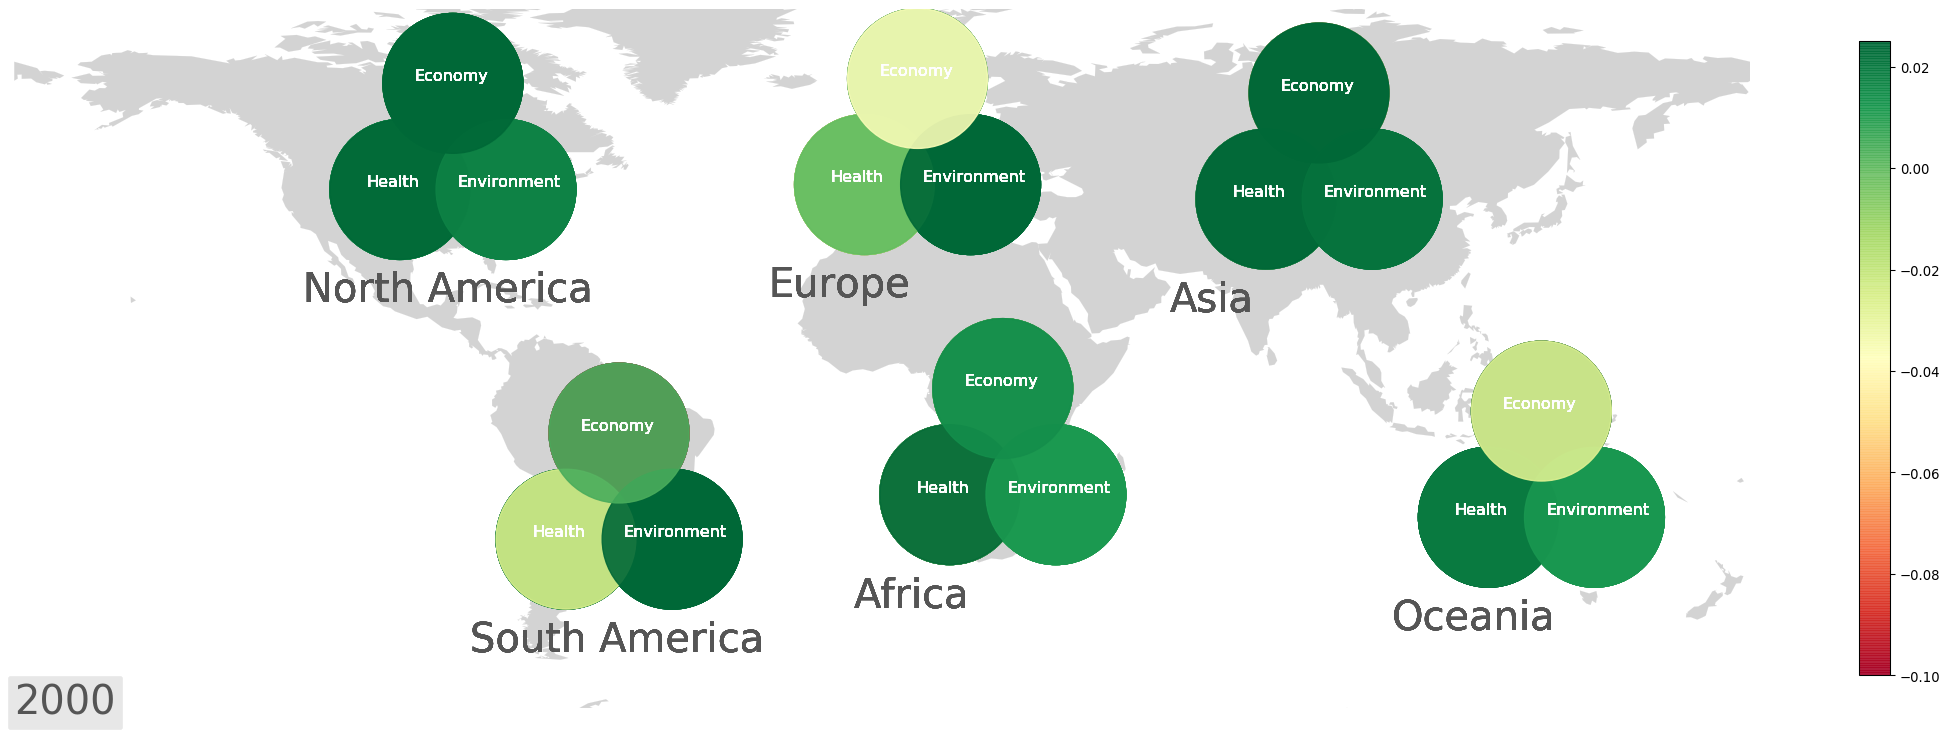 Economy
Health
Environment
North America
Economy
Health
Environment
Europe
Economy
Health
Environment
Asia
Economy
Health
Environment
South America
Economy
Health
Environment
Africa
Economy
Health
Environment
Oceania
2000
0.02
0.00
−0.02
−0.04
−0.06
−0.08
−0.10